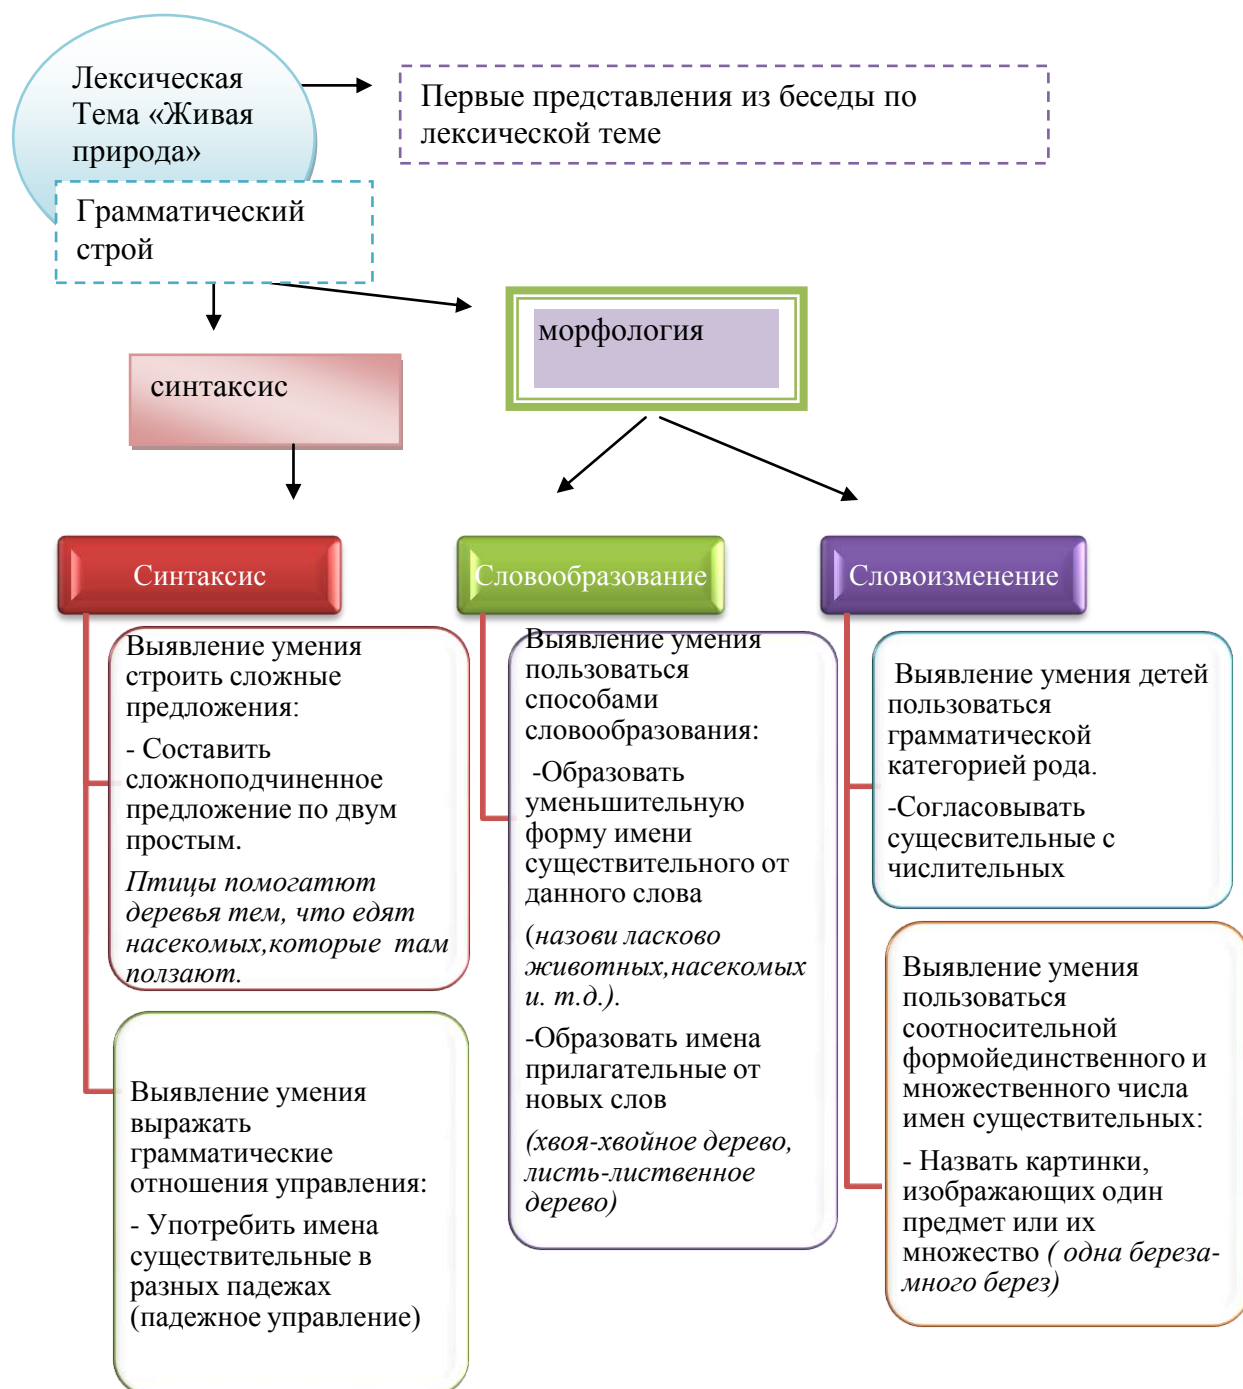 Лексическая
Тема «Живая
природа»
Первые представления из беседы по
лексической теме
Грамматический
строй
морфология
синтаксис
Синтаксис
Выявление умения
строить сложные
предложения:
- Составить
сложноподчиненное
предложение по двум
простым.
Птицы помогатют
деревья тем, что едят
насекомых,которые там
ползают.
Выявление умения
выражать
грамматические
отношения управления:
- Употребить имена
существительные в
разных падежах
(падежное управление)
Словообразование
Выявление умения
пользоваться
способами
словообразования:
-Образовать
уменьшительную
форму имени
существительного от
данного слова
(назови ласково
животных,насекомых
и. т.д.).
-Образовать имена
прилагательные от
новых слов
(хвоя-хвойное дерево,
листь-лиственное
дерево)
Словоизменение
Выявление умения детей
пользоваться
грамматической
категорией рода.
-Согласовывать
сущесвительные с
числительных
Выявление умения
пользоваться
соотносительной
формойединственного и
множественного числа
имен существительных:
- Назвать картинки,
изображающих один
предмет или их
множество ( одна береза-
много берез)